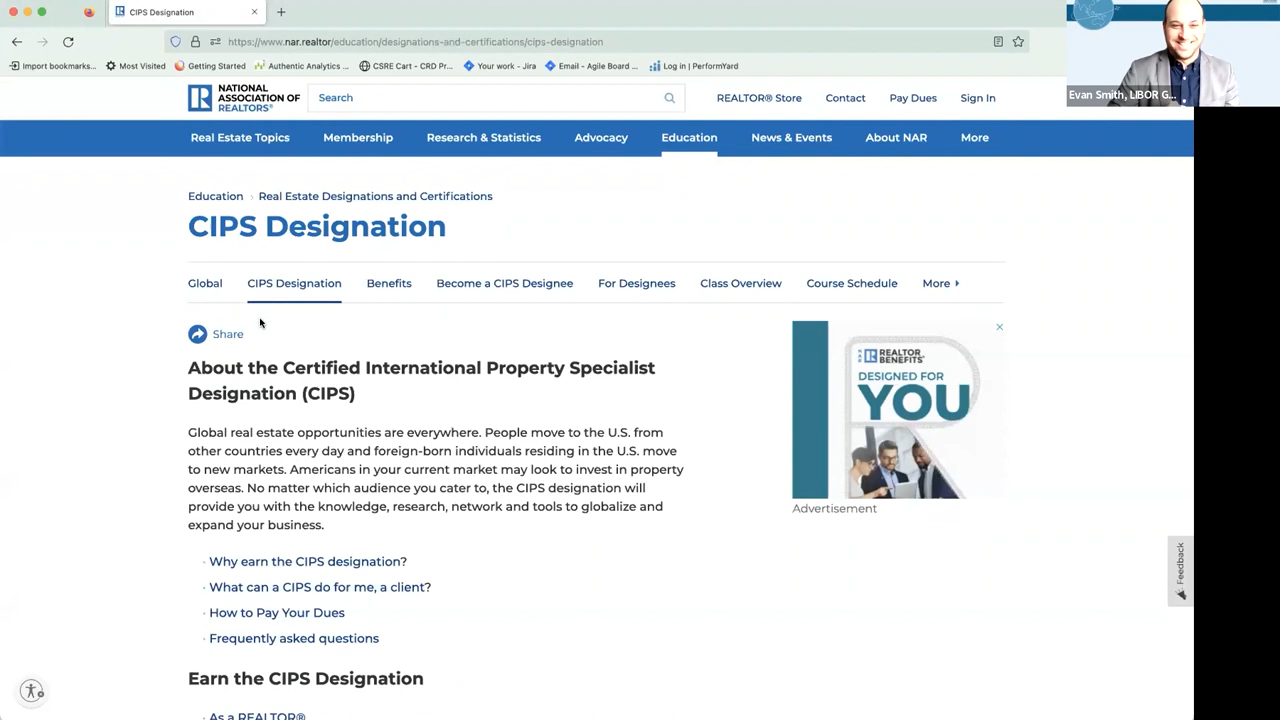 CIPS Designation
https://www.nar.realtor/education/designations-and-certifications/cips-designation
Import bookmarks...
Most Visited
Getting Started
Authentic Analytics ...
CSRE Cart - CRD Pr...
Your work - Jira
Email - Agile Board ...
Log in | PerformYard
Evan Smith, LIBOR G...
NATIONAL
ASSOCIATION OF
REALTORS®
Search
REALTOR® Store
Contact
Pay Dues
Sign In
Real Estate Topics
Membership
Research & Statistics
Advocacy
Education
News & Events
About NAR
More
Education › Real Estate Designations and Certifications
CIPS Designation
Global
CIPS Designation
Benefits
Become a CIPS Designee
For Designees
Class Overview
Course Schedule
More
Share
About the Certified International Property Specialist
Designation (CIPS)
Global real estate opportunities are everywhere. People move to the U.S. from
other countries every day and foreign-born individuals residing in the U.S. move
to new markets. Americans in your current market may look to invest in property
overseas. No matter which audience you cater to, the CIPS designation will
provide you with the knowledge, research, network and tools to globalize and
expand your business.
Why earn the CIPS designation?
What can a CIPS do for me, a client?
How to Pay Your Dues
Frequently asked questions
Earn the CIPS Designation
As a REALTOR®
NAR REALTOR
BENEFITS®
DESIGNED FOR
YOU
Advertisement
Feedback